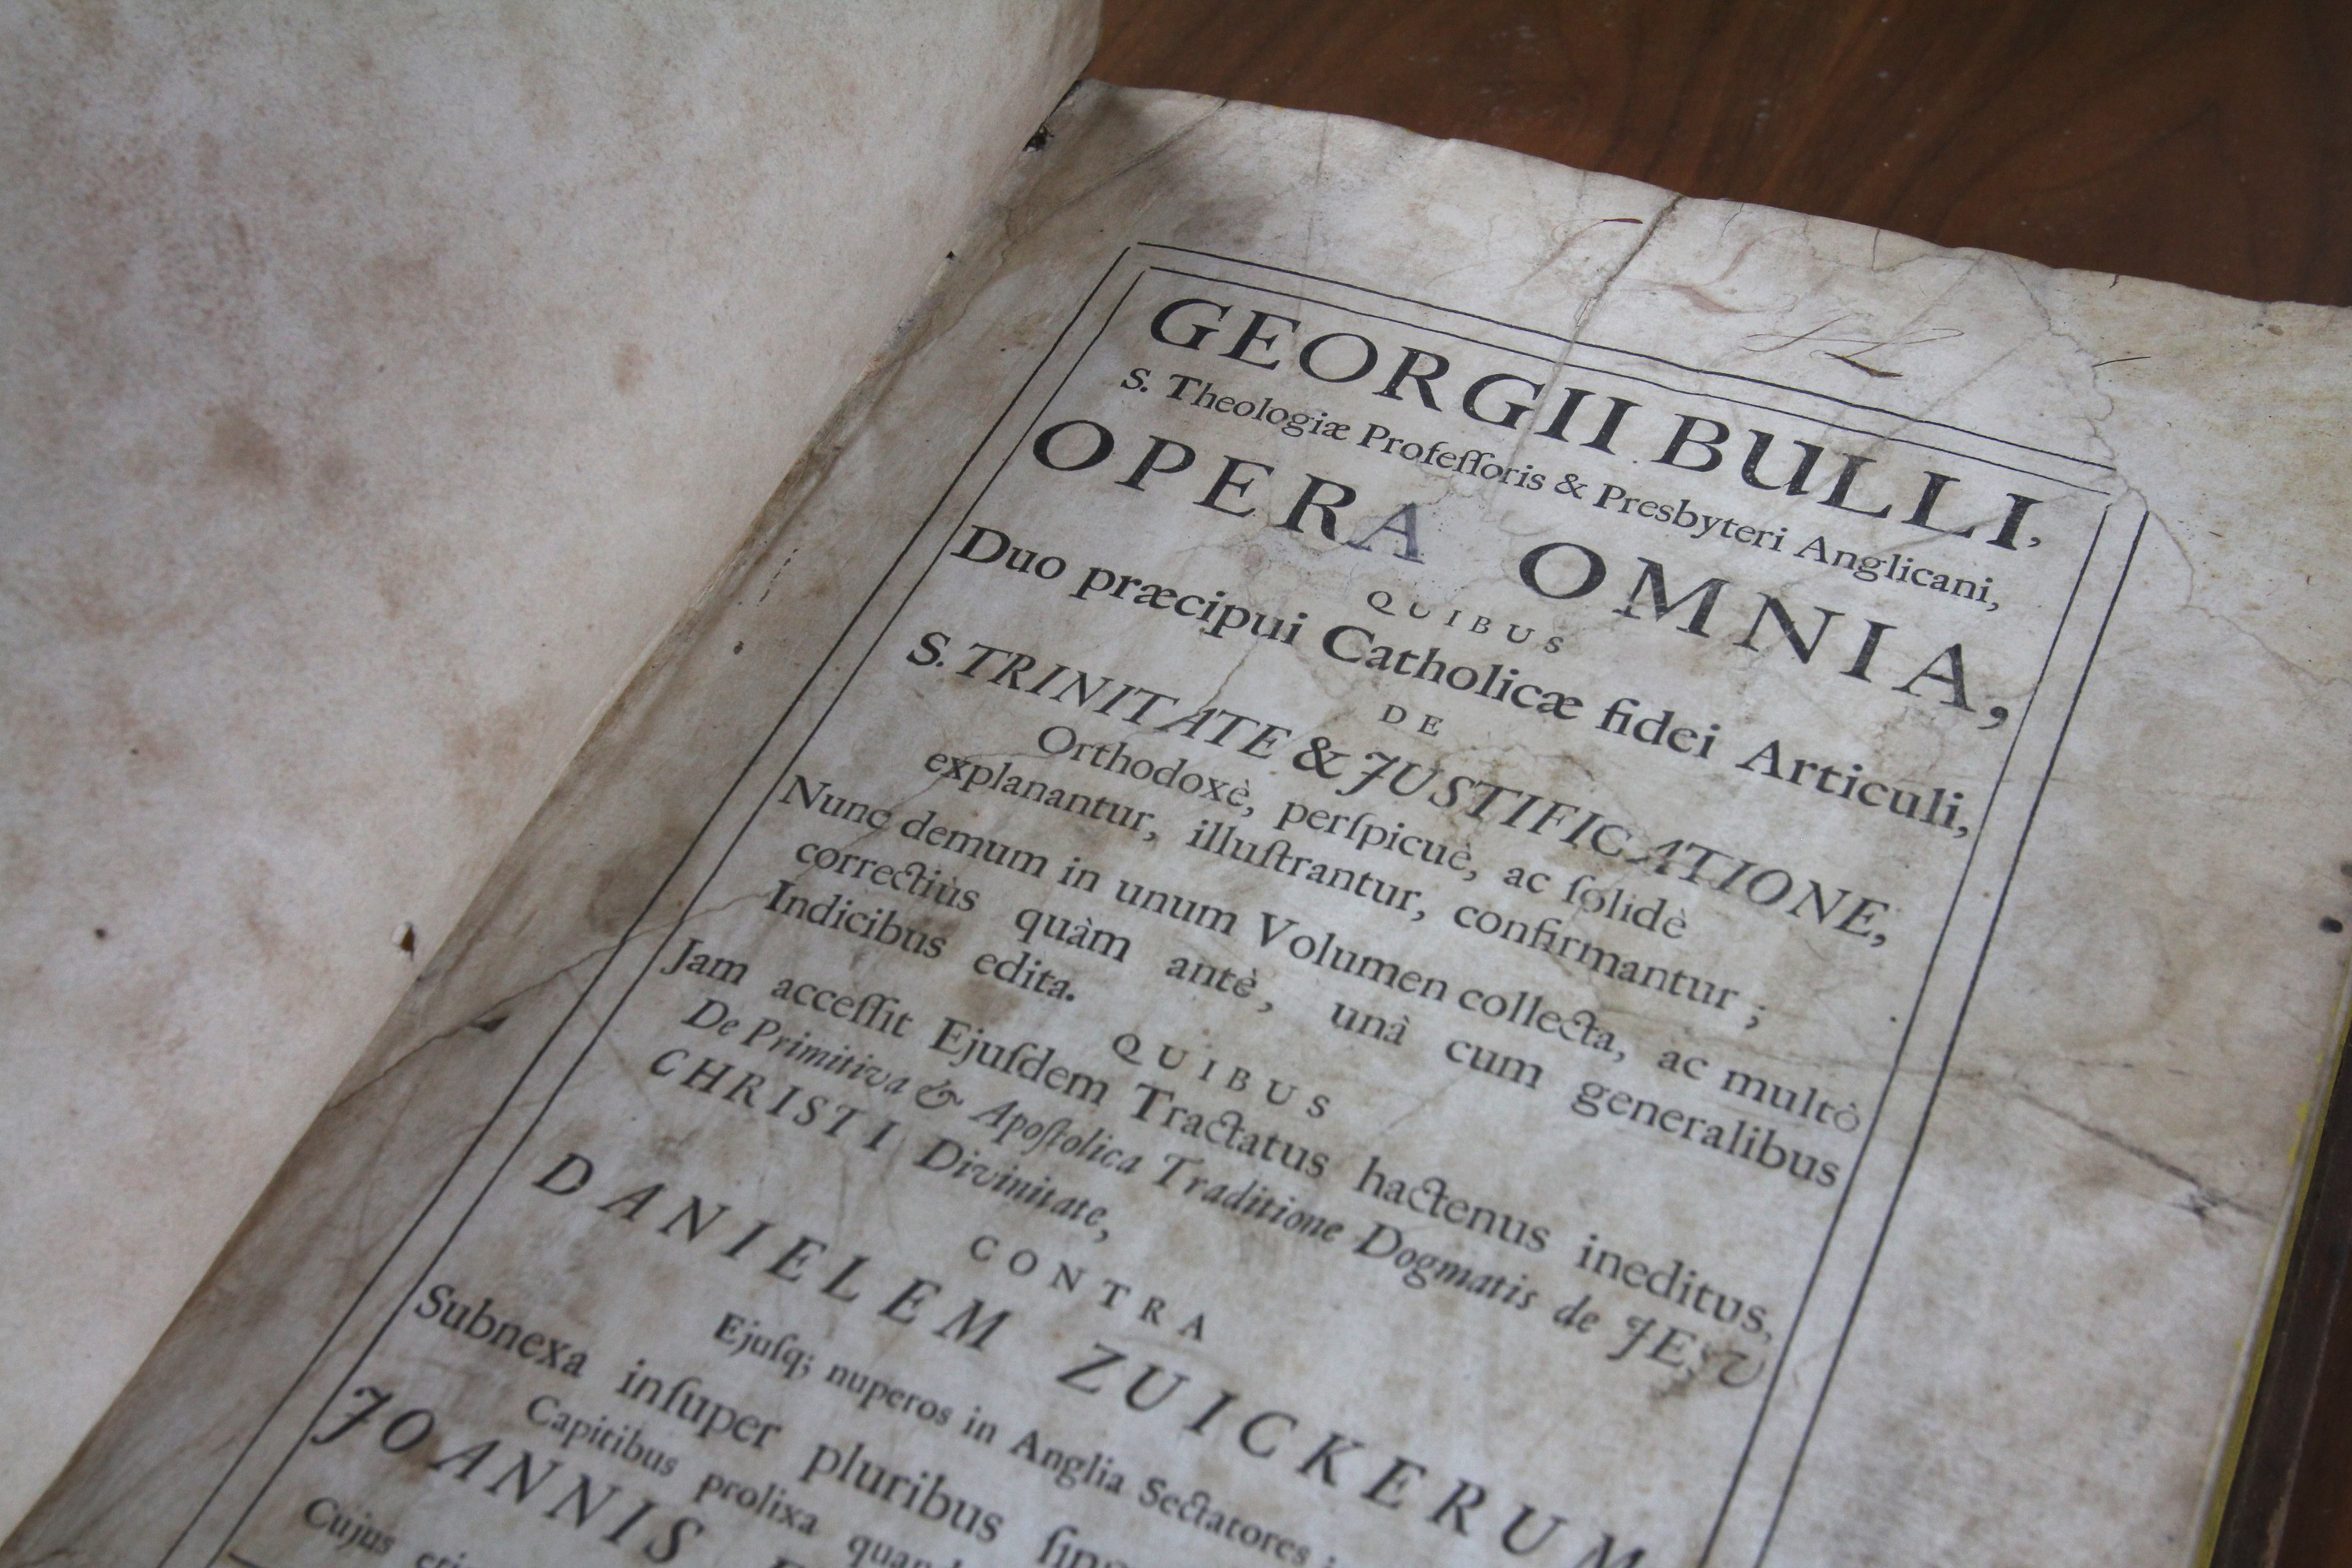 GEORGII BULLI,
S. Theologiæ Profeſſoris & Presbyteri Anglicani,
OPERA OMNIA,
QUIBUS
Duo præcipui Catholicæ fidei Articuli,
DE
S. TRINITATE & JUSTIFICATIONE,
Orthodoxè, perſpicuè, ac ſolidè
explanantur, illuſtrantur, confirmantur ;
Nunc demum in unum Volumen collecta, ac multò
correctiùs quàm antè, unà cum generalibus
Indicibus edita.
QUIBUS
Jam acceſſit Ejuſdem Tractatus hactenus ineditus,
De Primitiva & Apoſtolica Traditione Dogmatis de JESU
CHRISTI Divinitate,
CONTRA
DANIELEM ZUICKERUM
Ejuſq; nuperos in Anglia Sectatores
Subnexa inſuper pluribus
Capitibus prolixa
JOANNIS
Cujus